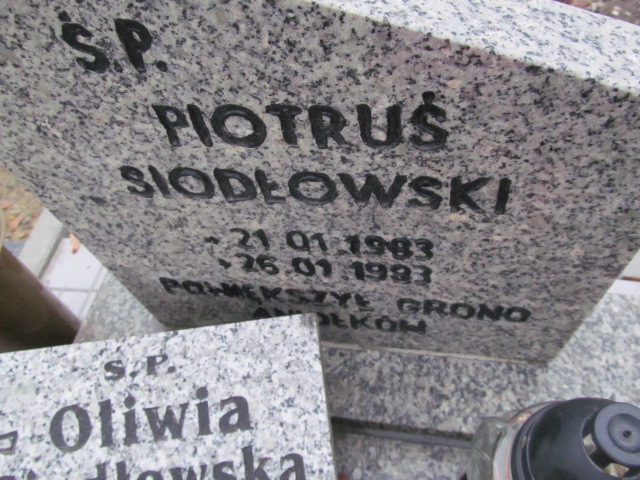 Ś.P.
PIOTRUŚ
SIODŁOWSKI
21.01.1983
26.01.1983
POWIĘKSZYŁ GRONO
ANIOŁKÓW
Ś.P.
Oliwia